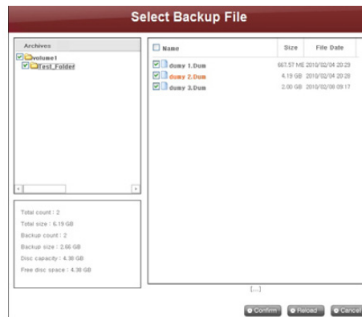 Select Backup File
Archives
volume1
Test_Folder
Name Size File Date
dumy 1.Dum 667.57 MB 2010/02/04 20:29
dumy 2.Dum 4.19 GB 2010/02/04 20:28
dumy 3.Dum 2.00 GB 2010/02/08 09:17
Total count : 2
Total size : 6.19 GB
Backup count : 2
Backup size : 2.66 GB
Disc capacity : 4.38 GB
Free disc space : 4.38 GB
[...]
Confirm Reload Cancel